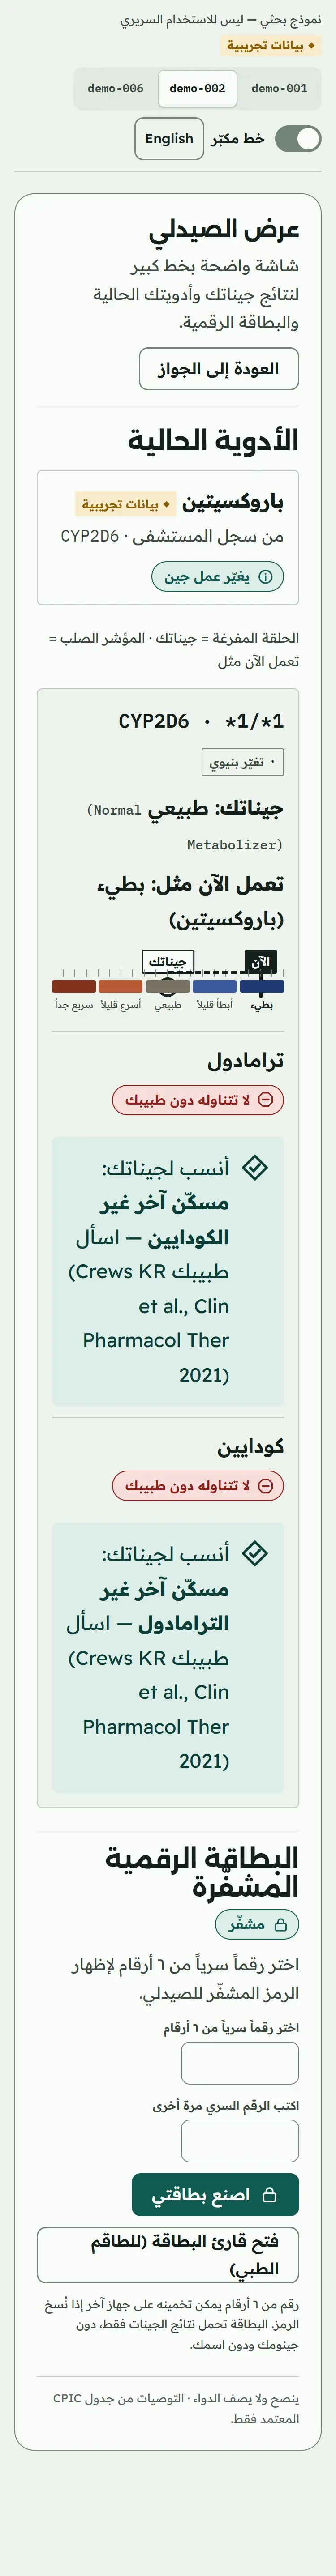 نموذج بحثي — ليس للاستخدام السريري
بيانات تجريبية
demo-001
demo-002
demo-006
خط مكبّر
English
عرض الصيدلي
شاشة واضحة بخط كبير
لنتائج جيناتك وأدويتك الحالية
والبطاقة الرقمية.
العودة إلى الجواز
الأدوية الحالية
باروكسيتين
بيانات تجريبية
من سجل المستشفى · CYP2D6
يغيّر عمل جين
الحلقة المفرغة = جيناتك · المؤشر الصلب =
تعمل الآن مثل
CYP2D6 · *1/*1
· تغيّر بنيوي
جيناتك: طبيعي (Normal
Metabolizer)
تعمل الآن مثل: بطيء
(باروكسيتين)
الآن
جيناتك
بطيء
أبطأ قليلاً
طبيعي
أسرع قليلاً
سريع جداً
ترامادول
لا تتناوله دون طبيبك
أنسب لجيناتك:
مسكّن آخر غير
الكودايين — اسأل
طبيبك (Crews KR
et al., Clin
Pharmacol Ther
2021)
كودايين
لا تتناوله دون طبيبك
أنسب لجيناتك:
مسكّن آخر غير
الترامادول — اسأل
طبيبك (Crews KR
et al., Clin
Pharmacol Ther
2021)
البطاقة الرقمية
المشفّرة
مشفّر
اختر رقماً سرياً من ٦ أرقام لإظهار
الرمز المشفّر للصيدلي.
اختر رقماً سرياً من ٦ أرقام
اكتب الرقم السري مرة أخرى
اصنع بطاقتي
فتح قارئ البطاقة (للطاقم
الطبي)
رقم من ٦ أرقام يمكن تخمينه على جهاز آخر إذا نُسخ
الرمز. البطاقة تحمل نتائج الجينات فقط، دون
جينومك ودون اسمك.
ينصح ولا يصف الدواء · التوصيات من جدول CPIC
المعتمد فقط.